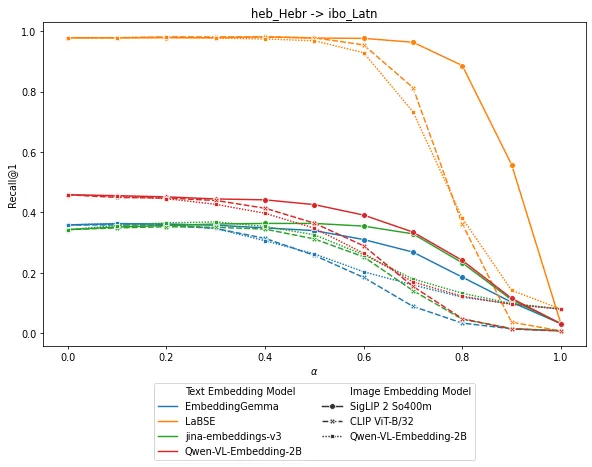 heb_Hebr -> ibo_Latn
Recall@1
1.0
0.8
0.6
0.4
0.2
0.0
0.0 0.2 0.4 0.6 0.8 1.0
α
Text Embedding Model Image Embedding Model
EmbeddingGemma SigLIP 2 So400m
LaBSE CLIP ViT-B/32
jina-embeddings-v3 Qwen-VL-Embedding-2B
Qwen-VL-Embedding-2B